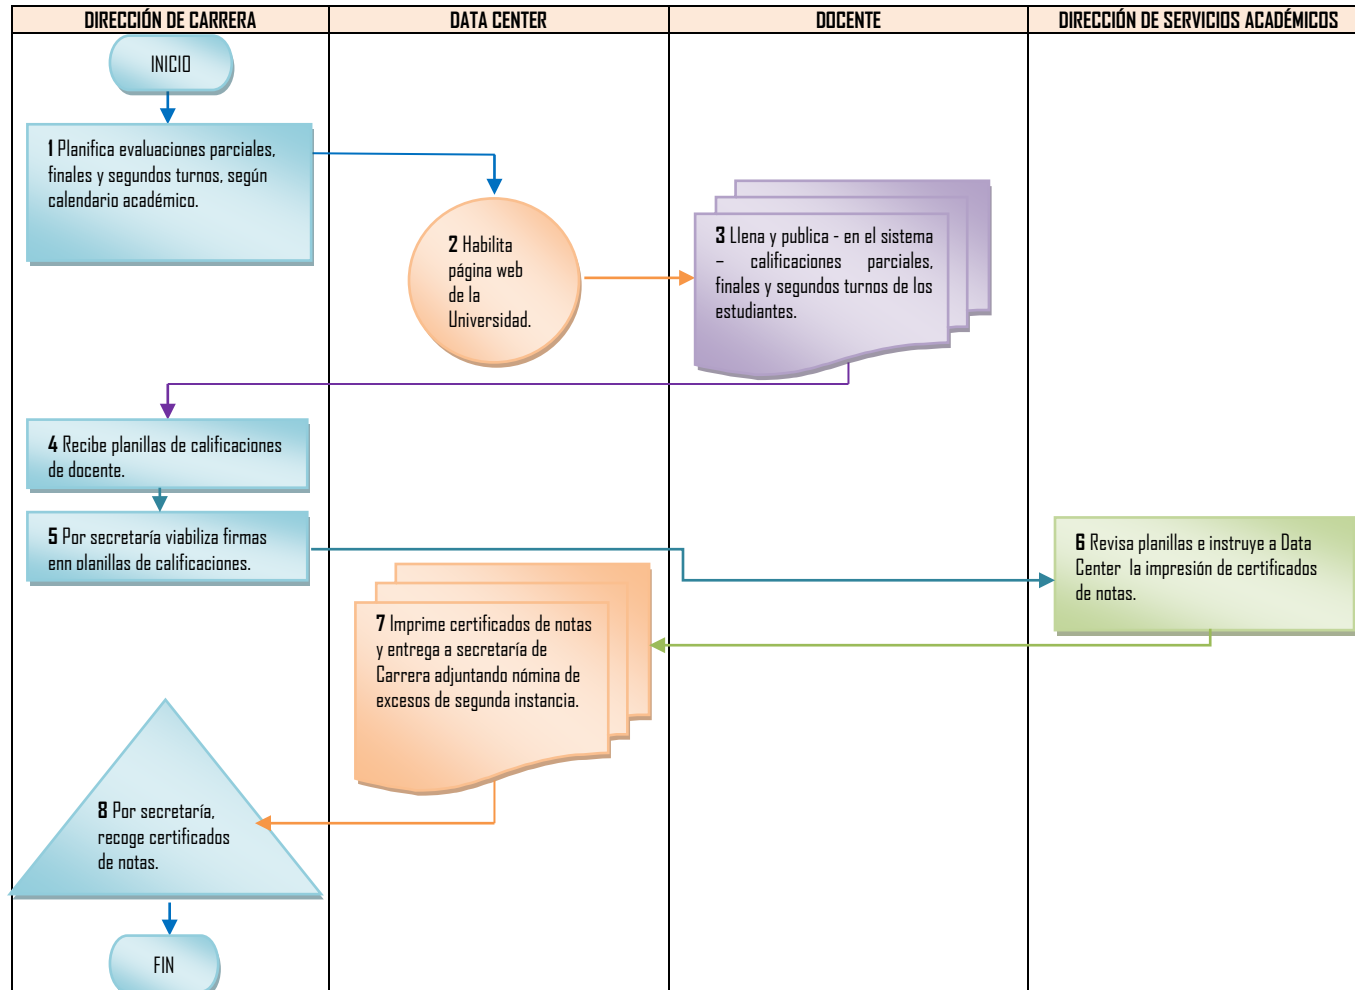 DIRECCIÓN DE CARRERA
DATA CENTER
DOCENTE
DIRECCIÓN DE SERVICIOS ACADÉMICOS
INICIO
1 Planifica evaluaciones parciales,
finales y segundos turnos, según
calendario académico.
2 Habilita
página web
de la
Universidad.
3 Llena y publica - en el sistema
– calificaciones parciales,
finales y segundos turnos de los
estudiantes.
4 Recibe planillas de calificaciones
de docente.
5 Por secretaría viabiliza firmas
enn olanillas de calificaciones.
6 Revisa planillas e instruye a Data
Center la impresión de certificados
de notas.
7 Imprime certificados de notas
y entrega a secretaría de
Carrera adjuntando nómina de
excesos de segunda instancia.
8 Por secretaría,
recoge certificados
de notas.
FIN